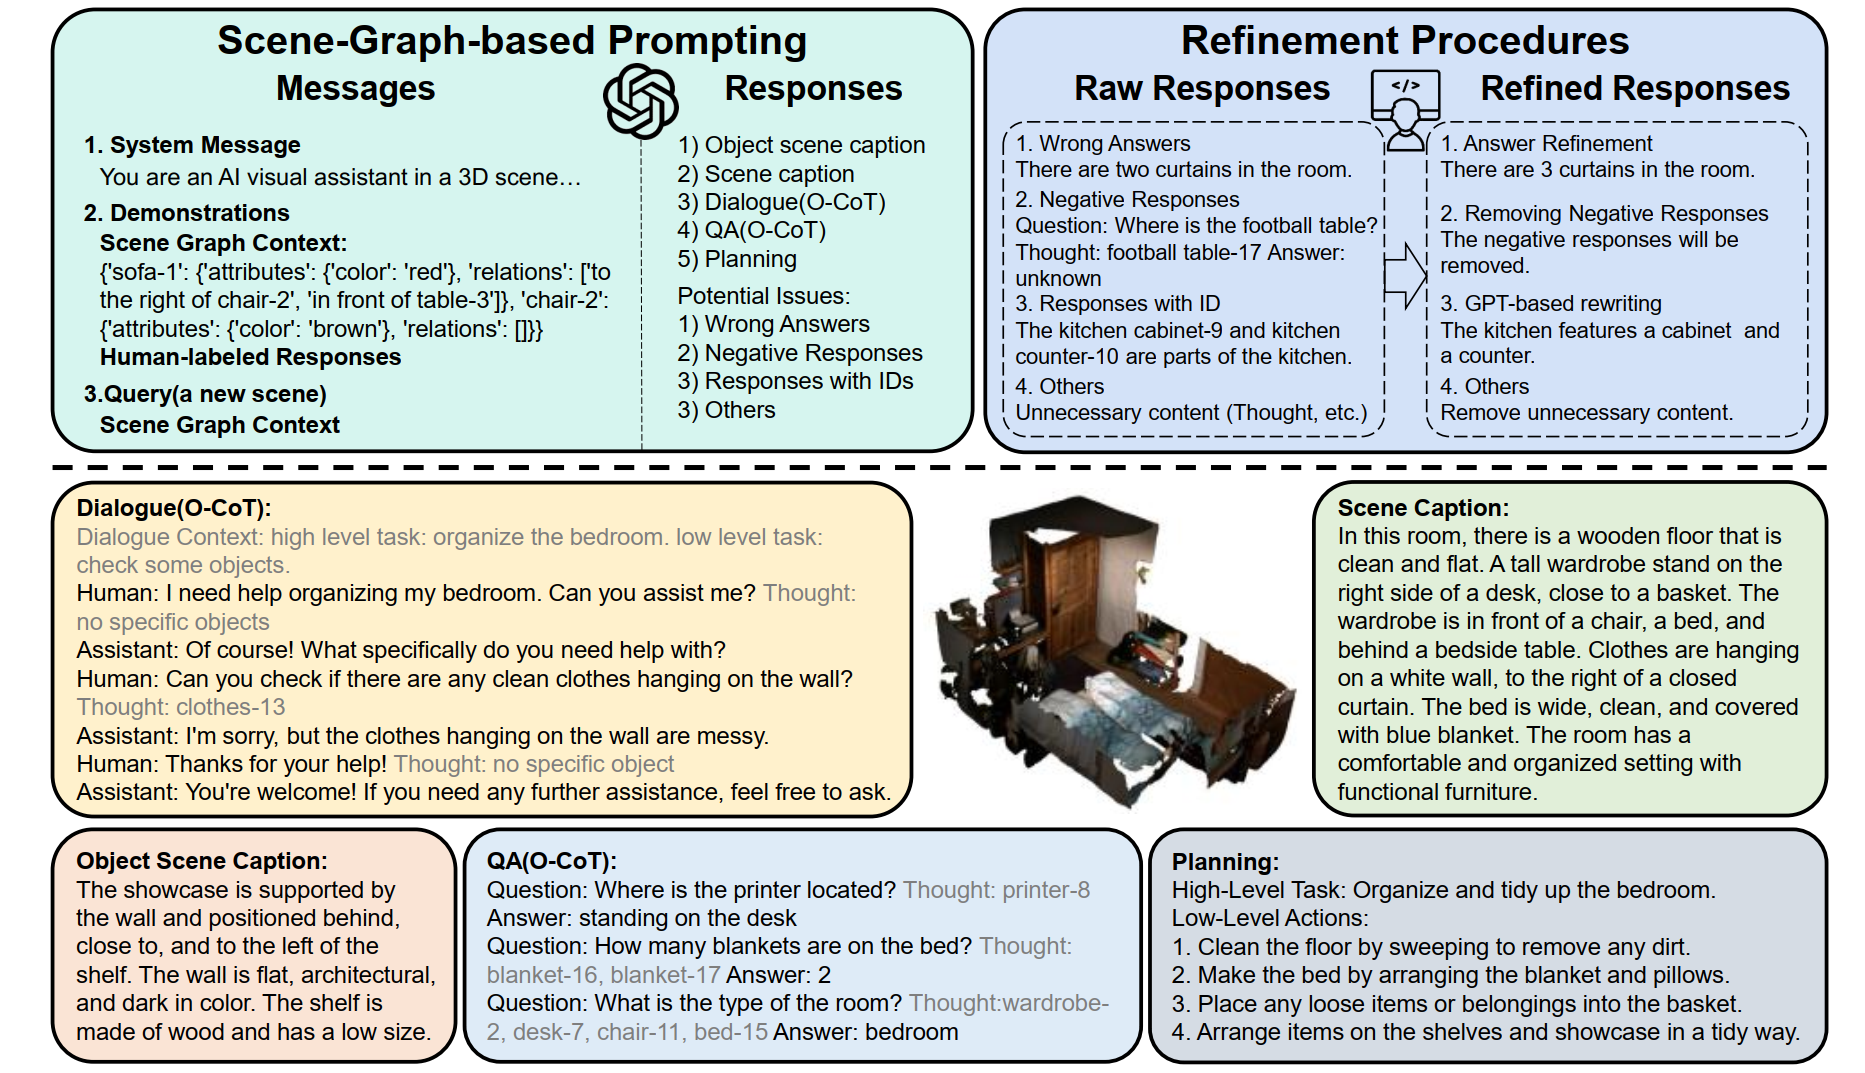 Scene-Graph-based Prompting
Messages
1. System Message
You are an AI visual assistant in a 3D scene…
2. Demonstrations
Scene Graph Context:
{'sofa-1': {'attributes': {'color': 'red'}, 'relations': ['to
the right of chair-2', 'in front of table-3']}, 'chair-2':
{'attributes': {'color': 'brown'}, 'relations': []}}
Human-labeled Responses
3.Query(a new scene)
Scene Graph Context
Responses
1) Object scene caption
2) Scene caption
3) Dialogue(O-CoT)
4) QA(O-CoT)
5) Planning
Potential Issues:
1) Wrong Answers
2) Negative Responses
3) Responses with IDs
3) Others
Refinement Procedures
Raw Responses
1. Wrong Answers
There are two curtains in the room.
2. Negative Responses
Question: Where is the football table?
Thought: football table-17 Answer:
unknown
3. Responses with ID
The kitchen cabinet-9 and kitchen
counter-10 are parts of the kitchen.
4. Others
Unnecessary content (Thought, etc.)
</>
Refined Responses
1. Answer Refinement
There are 3 curtains in the room.
2. Removing Negative Responses
The negative responses will be
removed.
3. GPT-based rewriting
The kitchen features a cabinet and
a counter.
4. Others
Remove unnecessary content.
Dialogue(O-CoT):
Dialogue Context: high level task: organize the bedroom. low level task:
check some objects.
Human: I need help organizing my bedroom. Can you assist me? Thought:
no specific objects
Assistant: Of course! What specifically do you need help with?
Human: Can you check if there are any clean clothes hanging on the wall?
Thought: clothes-13
Assistant: I'm sorry, but the clothes hanging on the wall are messy.
Human: Thanks for your help! Thought: no specific object
Assistant: You're welcome! If you need any further assistance, feel free to ask.
Scene Caption:
In this room, there is a wooden floor that is
clean and flat. A tall wardrobe stand on the
right side of a desk, close to a basket. The
wardrobe is in front of a chair, a bed, and
behind a bedside table. Clothes are hanging
on a white wall, to the right of a closed
curtain. The bed is wide, clean, and covered
with blue blanket. The room has a
comfortable and organized setting with
functional furniture.
Object Scene Caption:
The showcase is supported by
the wall and positioned behind,
close to, and to the left of the
shelf. The wall is flat, architectural,
and dark in color. The shelf is
made of wood and has a low size.
QA(O-CoT):
Question: Where is the printer located? Thought: printer-8
Answer: standing on the desk
Question: How many blankets are on the bed? Thought:
blanket-16, blanket-17 Answer: 2
Question: What is the type of the room? Thought:wardrobe-
2, desk-7, chair-11, bed-15 Answer: bedroom
Planning:
High-Level Task: Organize and tidy up the bedroom.
Low-Level Actions:
1. Clean the floor by sweeping to remove any dirt.
2. Make the bed by arranging the blanket and pillows.
3. Place any loose items or belongings into the basket.
4. Arrange items on the shelves and showcase in a tidy way.